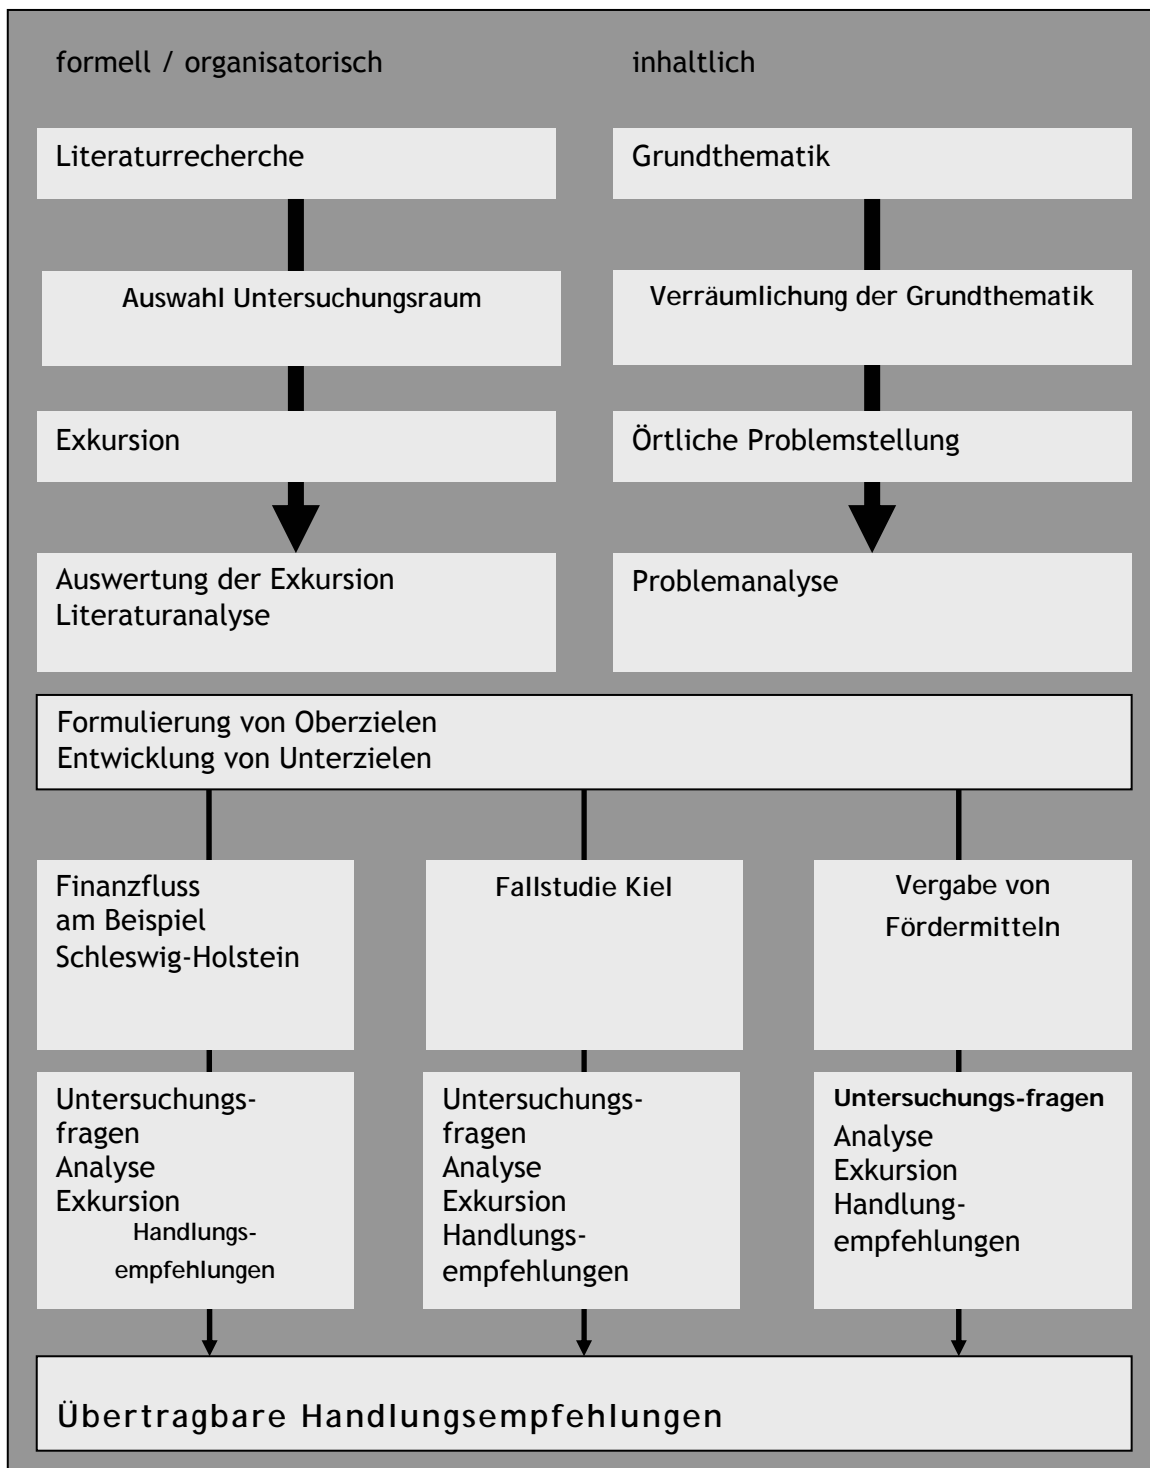 formell / organisatorisch
inhaltlich
Literaturrecherche
Grundthematik
Auswahl Untersuchungsraum
Verräumlichung der Grundthematik
Exkursion
Örtliche Problemstellung
Auswertung der Exkursion
Literaturanalyse
Problemanalyse
Formulierung von Oberzielen
Entwicklung von Unterzielen
Finanzfluss
am Beispiel
Schleswig-Holstein
Fallstudie Kiel
Vergabe von
Fördermitteln
Untersuchungs-
fragen
Analyse
Exkursion
Handlungs-
empfehlungen
Untersuchungs-
fragen
Analyse
Exkursion
Handlungs-
empfehlungen
Untersuchungs-fragen
Analyse
Exkursion
Handlung-
empfehlungen
Übertragbare Handlungsempfehlungen